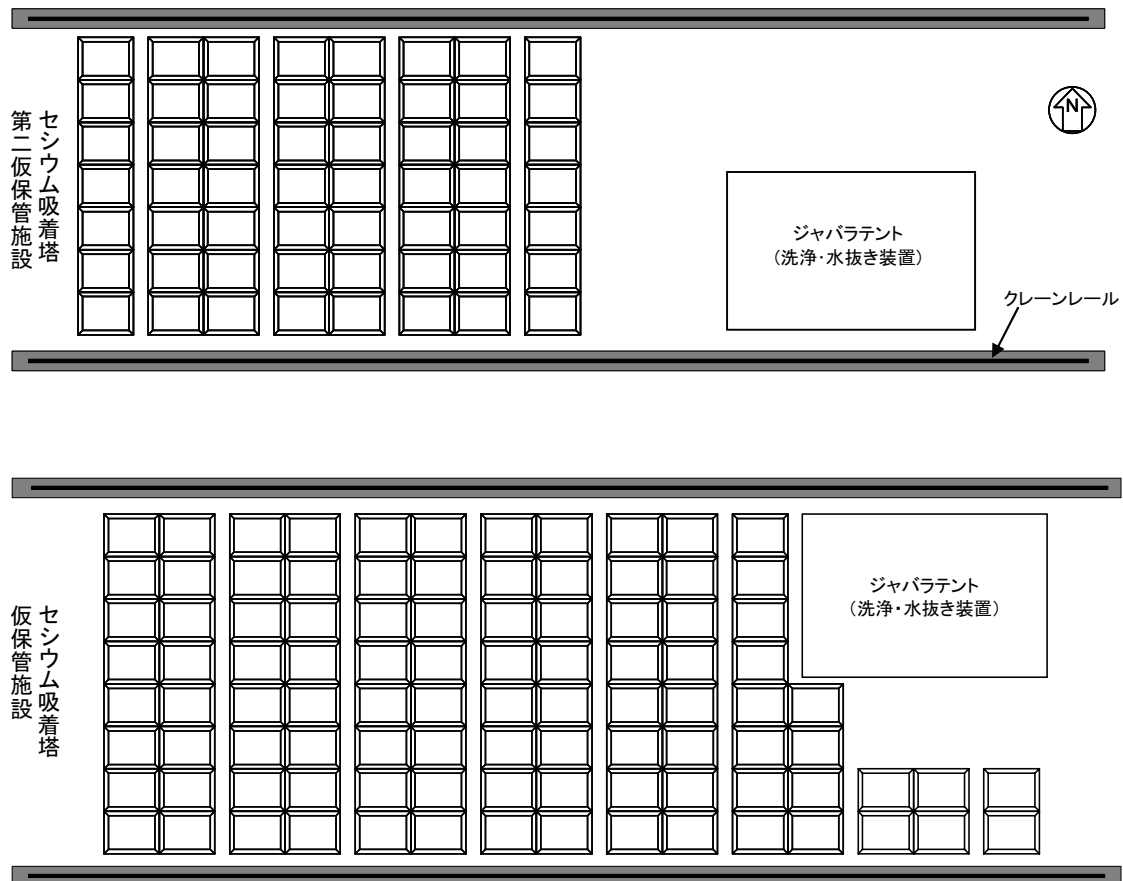 セシウム吸着塔
第二仮保管施設
N
ジャバラテント
(洗浄・水抜き装置)
クレーンレール
セシウム吸着塔
仮保管施設
ジャバラテント
(洗浄・水抜き装置)